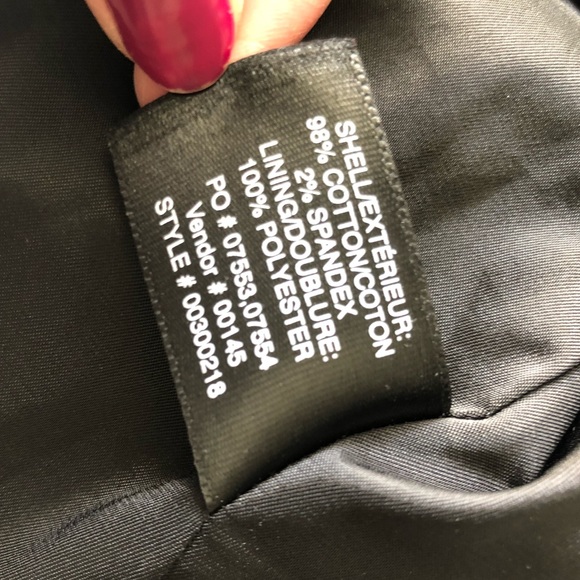 SHELL/EXTÉRIEUR:
98% COTTON/COTON
2% SPANDEX
LINING/DOUBLURE:
100% POLYESTER
PO # 07553,07554
Vendor # 00145
STYLE # 00300218